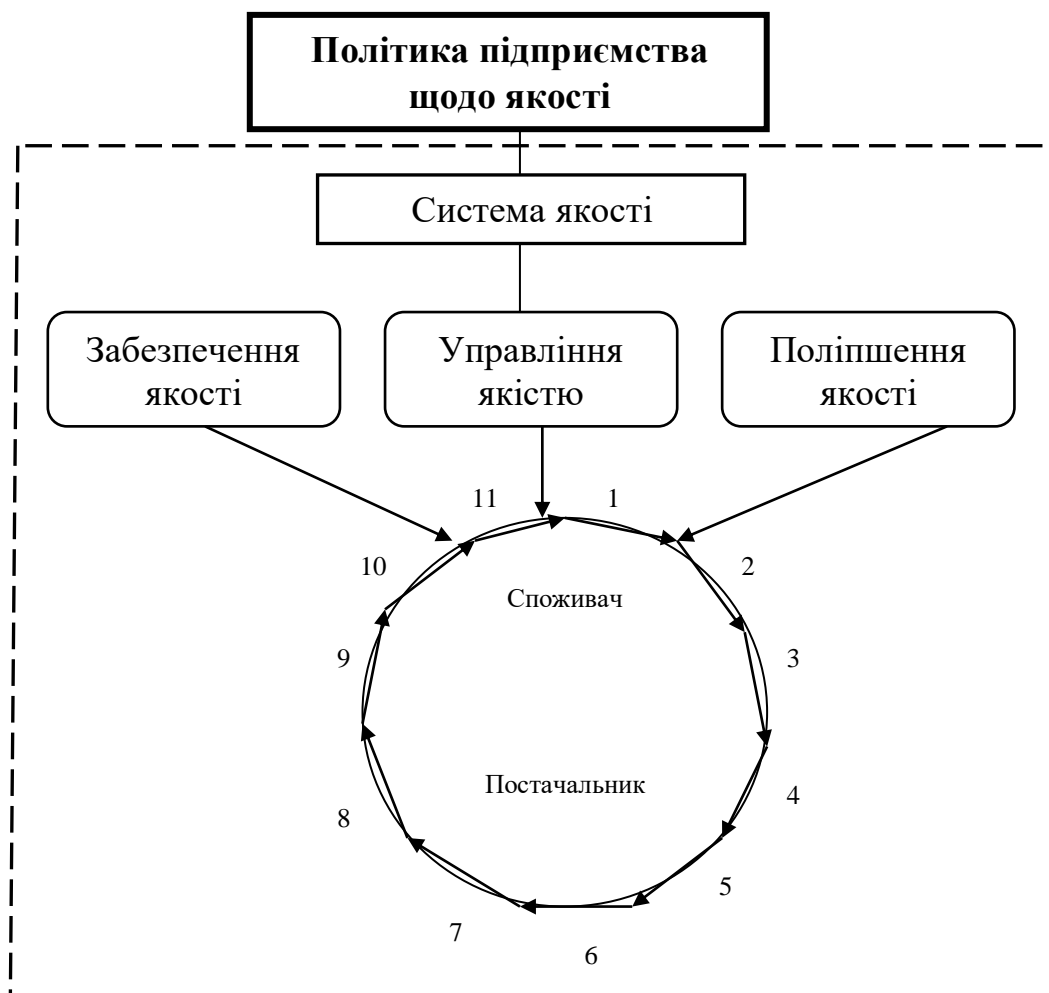 Політика підприємства
щодо якості
Система якості
Забезпечення
якості
Управління
якістю
Поліпшення
якості
11
1
10
2
Споживач
9
3
Постачальник
4
8
5
7
6